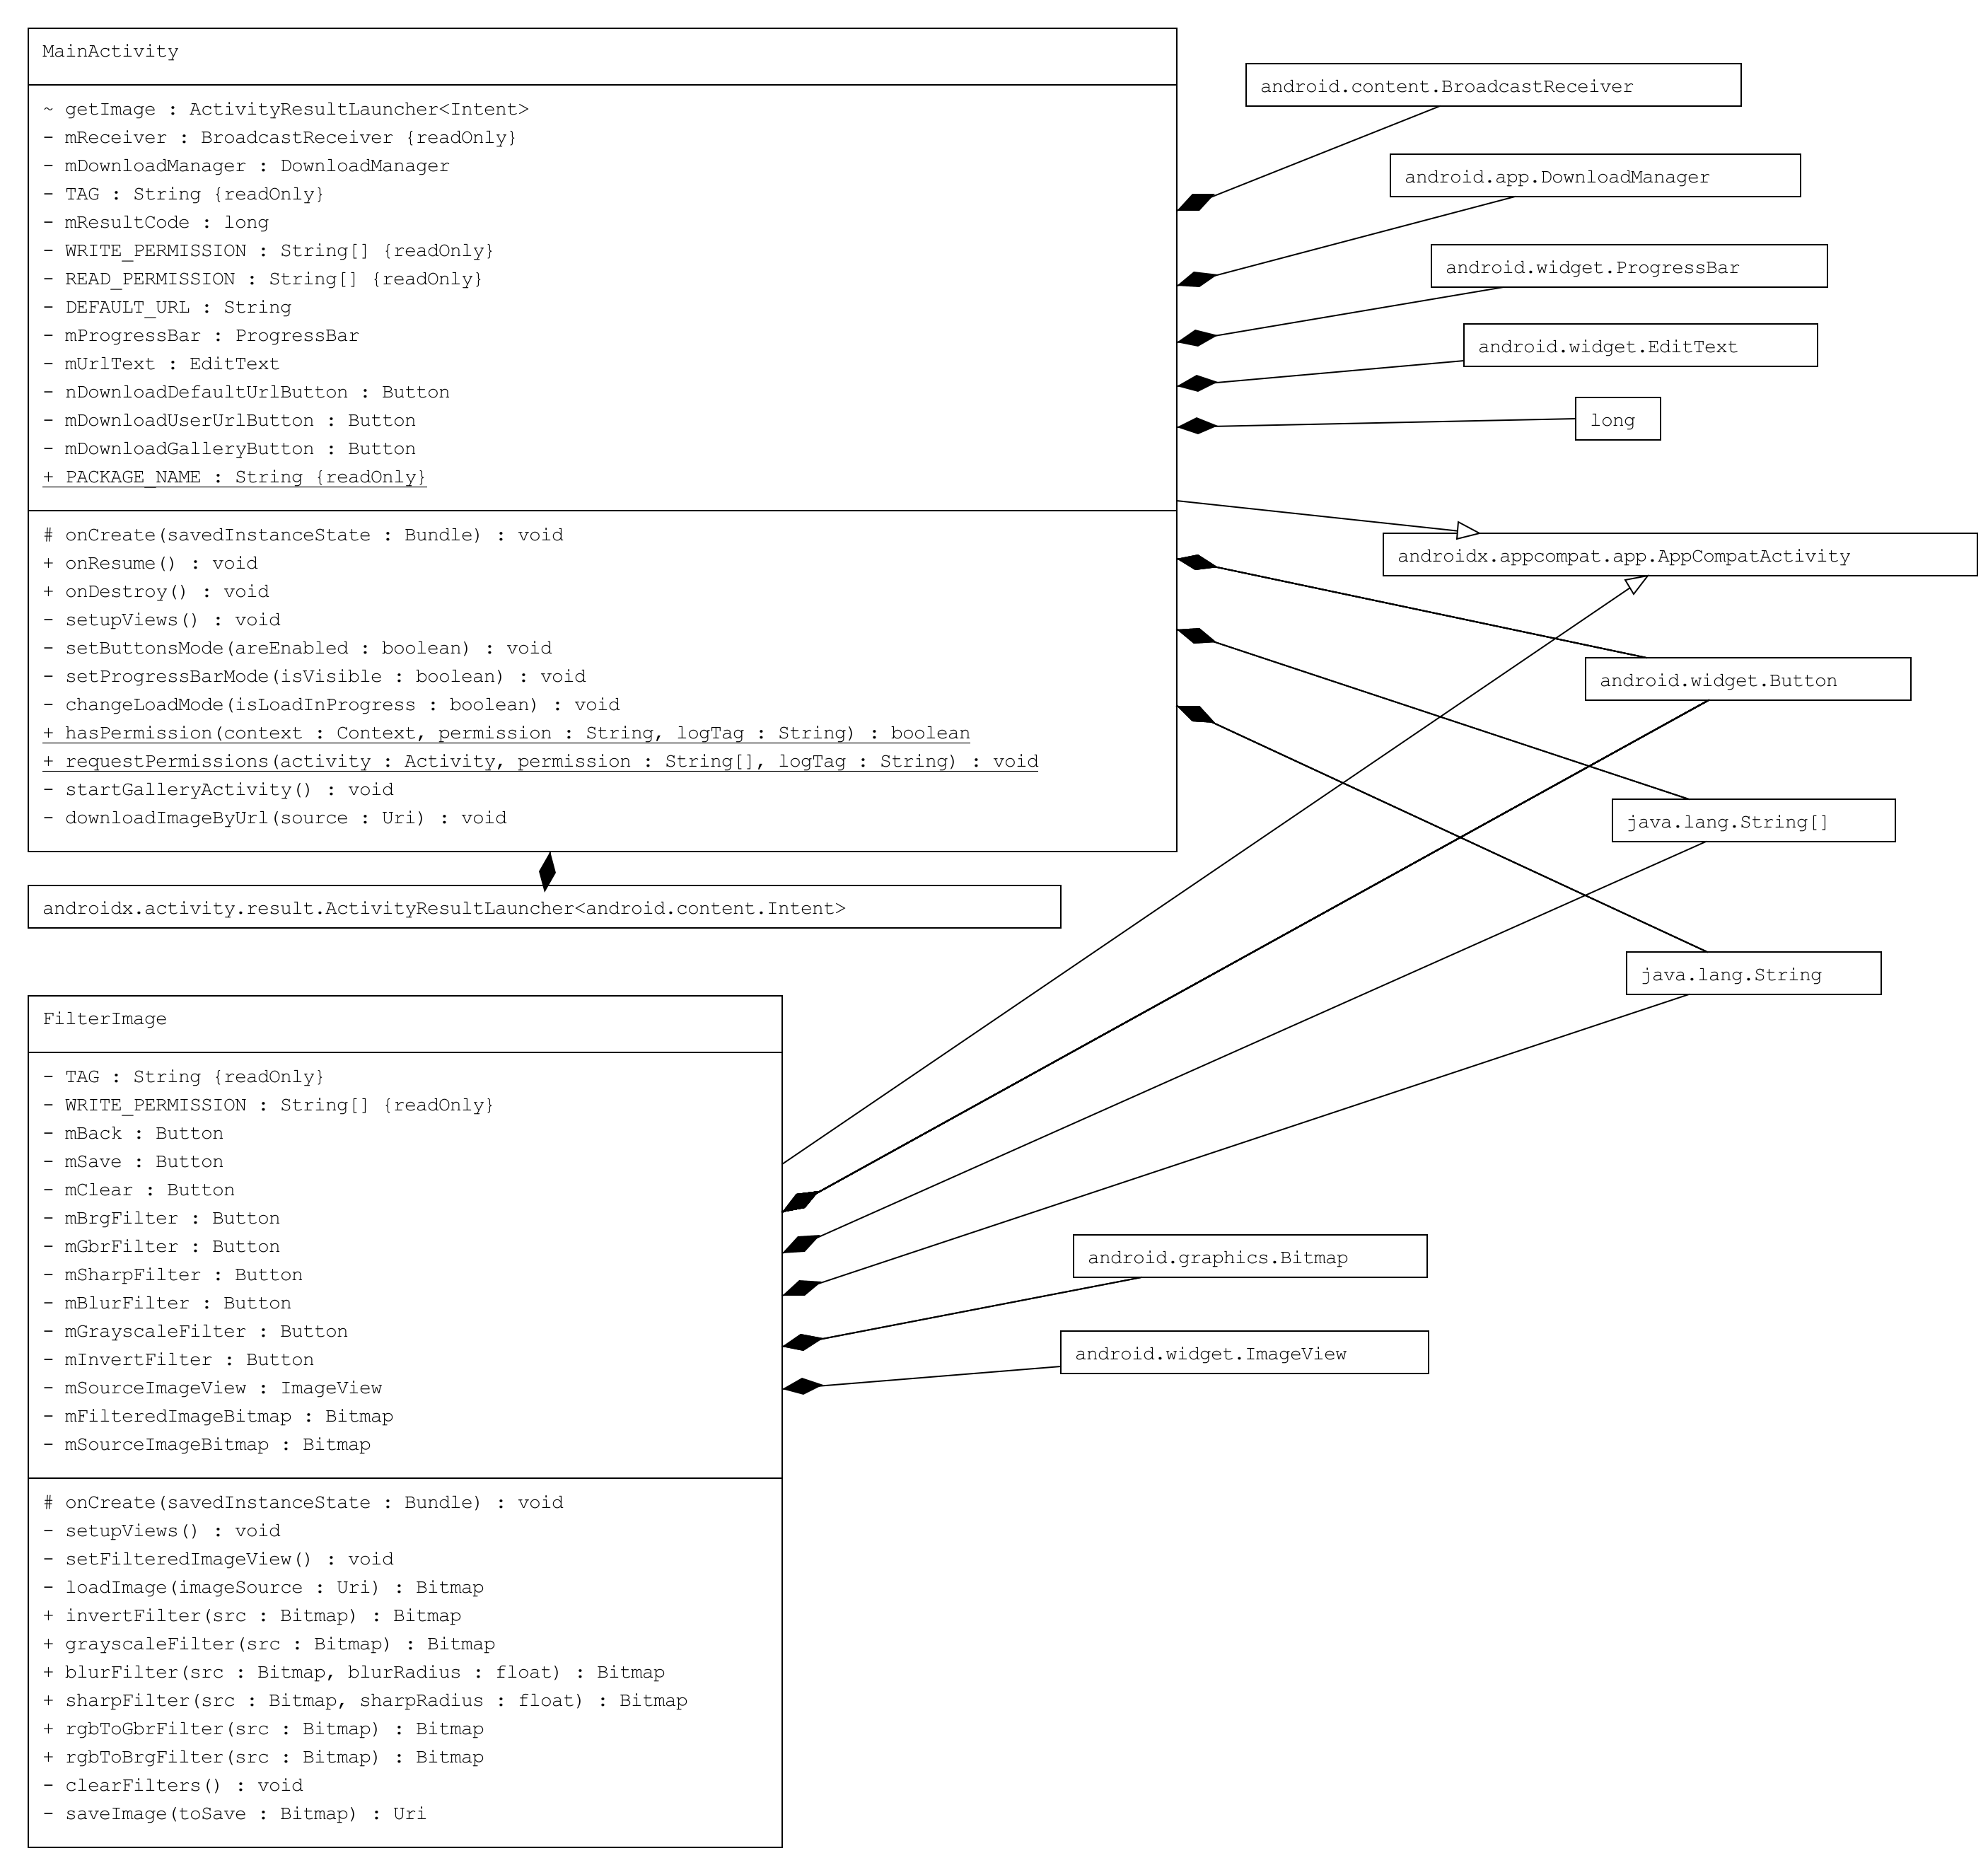 MainActivity
~ getImage : ActivityResultLauncher<Intent>
- mReceiver : BroadcastReceiver {readOnly}
- mDownloadManager : DownloadManager
- TAG : String {readOnly}
- mResultCode : long
- WRITE_PERMISSION : String[] {readOnly}
- READ_PERMISSION : String[] {readOnly}
- DEFAULT_URL : String
- mProgressBar : ProgressBar
- mUrlText : EditText
- nDownloadDefaultUrlButton : Button
- mDownloadUserUrlButton : Button
- mDownloadGalleryButton : Button
+ PACKAGE_NAME : String {readOnly}
# onCreate(savedInstanceState : Bundle) : void
+ onResume() : void
+ onDestroy() : void
- setupViews() : void
- setButtonsMode(areEnabled : boolean) : void
- setProgressBarMode(isVisible : boolean) : void
- changeLoadMode(isLoadInProgress : boolean) : void
+ hasPermission(context : Context, permission : String, logTag : String) : boolean
+ requestPermissions(activity : Activity, permission : String[], logTag : String) : void
- startGalleryActivity() : void
- downloadImageByUrl(source : Uri) : void
android.content.BroadcastReceiver
android.app.DownloadManager
android.widget.ProgressBar
android.widget.EditText
long
androidx.appcompat.app.AppCompatActivity
android.widget.Button
java.lang.String[]
java.lang.String
androidx.activity.result.ActivityResultLauncher<android.content.Intent>
FilterImage
- TAG : String {readOnly}
- WRITE_PERMISSION : String[] {readOnly}
- mBack : Button
- mSave : Button
- mClear : Button
- mBrgFilter : Button
- mGbrFilter : Button
- mSharpFilter : Button
- mBlurFilter : Button
- mGrayscaleFilter : Button
- mInvertFilter : Button
- mSourceImageView : ImageView
- mFilteredImageBitmap : Bitmap
- mSourceImageBitmap : Bitmap
# onCreate(savedInstanceState : Bundle) : void
- setupViews() : void
- setFilteredImageView() : void
- loadImage(imageSource : Uri) : Bitmap
+ invertFilter(src : Bitmap) : Bitmap
+ grayscaleFilter(src : Bitmap) : Bitmap
+ blurFilter(src : Bitmap, blurRadius : float) : Bitmap
+ sharpFilter(src : Bitmap, sharpRadius : float) : Bitmap
+ rgbToGbrFilter(src : Bitmap) : Bitmap
+ rgbToBrgFilter(src : Bitmap) : Bitmap
- clearFilters() : void
- saveImage(toSave : Bitmap) : Uri
android.graphics.Bitmap
android.widget.ImageView